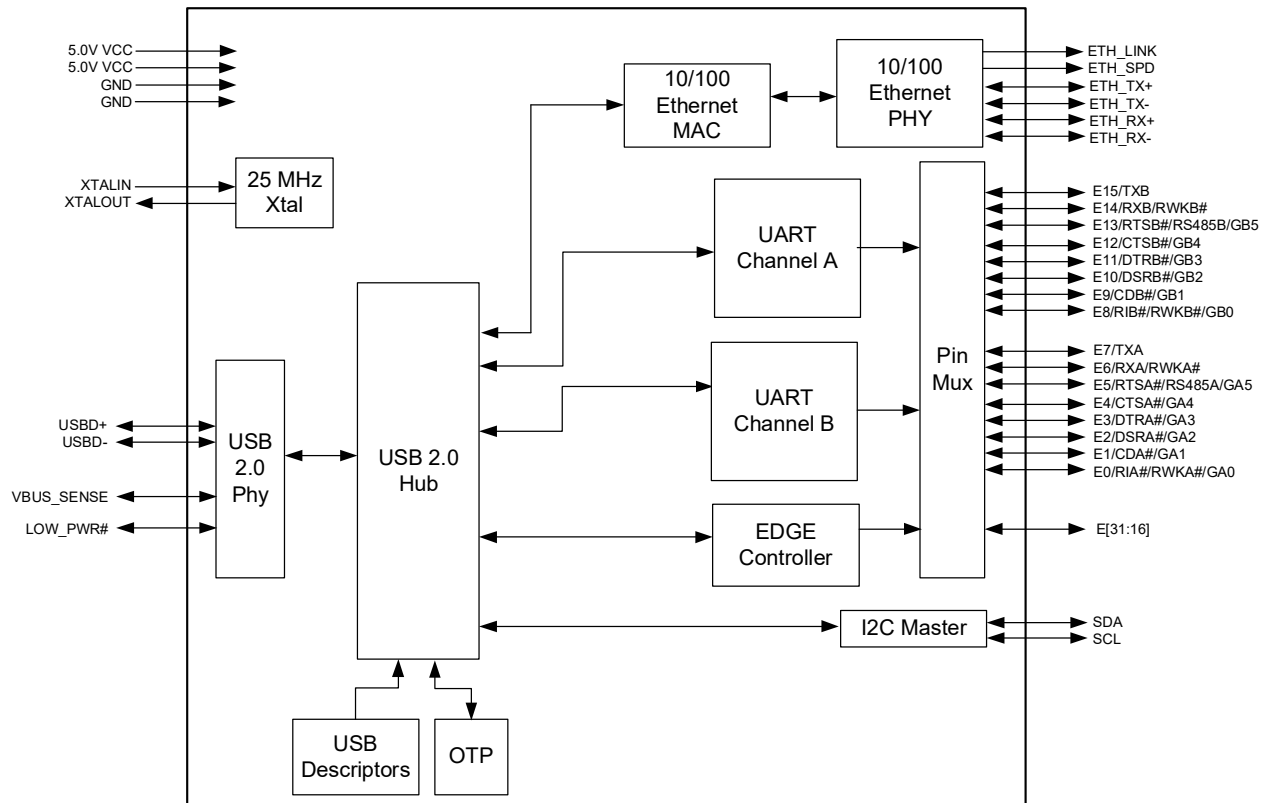 5.0V VCC
5.0V VCC
GND
GND
XTALIN
XTALOUT
25 MHz
Xtal
USBD+
USBD-
VBUS_SENSE
LOW_PWR#
USB
2.0
Phy
USB 2.0
Hub
USB
Descriptors
OTP
10/100
Ethernet
MAC
10/100
Ethernet
PHY
UART
Channel A
UART
Channel B
EDGE
Controller
I2C Master
Pin
Mux
ETH_LINK
ETH_SPD
ETH_TX+
ETH_TX-
ETH_RX+
ETH_RX-
E15/TXB
E14/RXB/RWKB#
E13/RTSB#/RS485B/GB5
E12/CTSB#/GB4
E11/DTRB#/GB3
E10/DSRB#/GB2
E9/CDB#/GB1
E8/RIB#/RWKB#/GB0
E7/TXA
E6/RXA/RWKA#
E5/RTSA#/RS485A/GA5
E4/CTSA#/GA4
E3/DTRA#/GA3
E2/DSRA#/GA2
E1/CDA#/GA1
E0/RIA#/RWKA#/GA0
E[31:16]
SDA
SCL